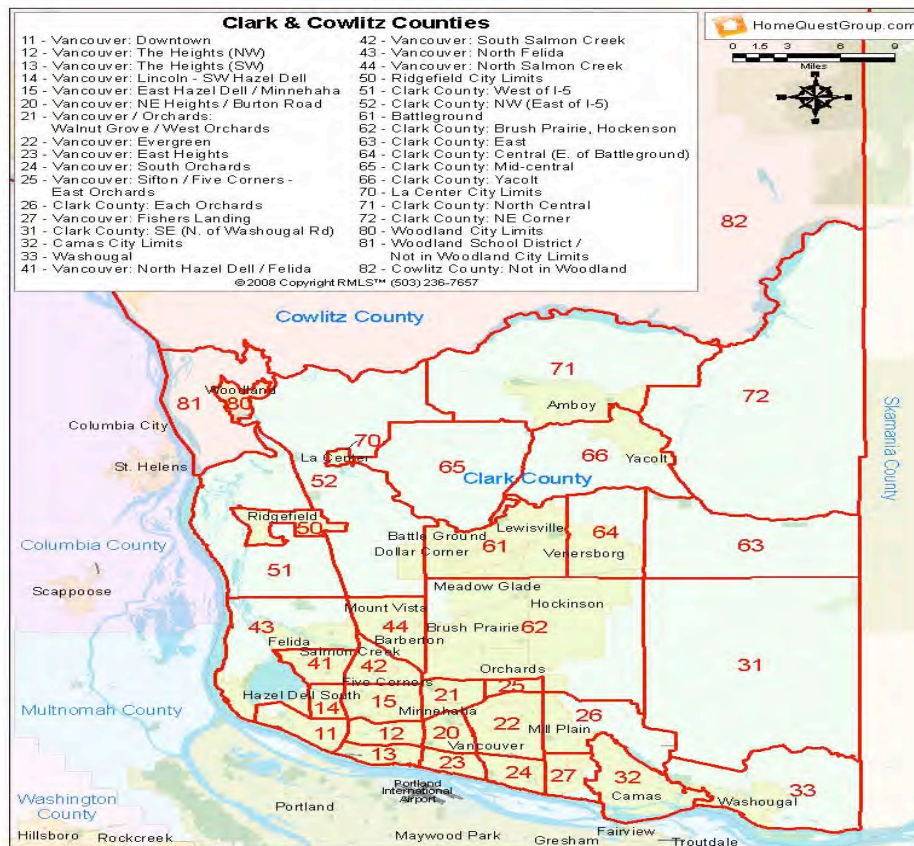 Clark & Cowlitz Counties
11 - Vancouver: Downtown
12 - Vancouver: The Heights (NW)
13 - Vancouver: The Heights (SW)
14 - Vancouver: Lincoln - SW Hazel Dell
15 - Vancouver: East Hazel Dell / Minnehaha
20 - Vancouver: NE Heights / Burton Road
21 - Vancouver / Orchards:
Walnut Grove / West Orchards
22 - Vancouver: Evergreen
23 - Vancouver: East Heights
24 - Vancouver: South Orchards
25 - Vancouver: Sifton / Five Corners -
East Orchards
26 - Clark County: Each Orchards
27 - Vancouver: Fishers Landing
31 - Clark County: SE (N. of Washougal Rd)
32 - Camas City Limits
33 - Washougal
41 - Vancouver: North Hazel Dell / Felida
42 - Vancouver: South Salmon Creek
43 - Vancouver: North Felida
44 - Vancouver: North Salmon Creek
50 - Ridgefield City Limits
51 - Clark County: West of I-5
52 - Clark County: NW (East of I-5)
61 - Battleground
62 - Clark County: Brush Prairie, Hockenson
63 - Clark County: East
64 - Clark County: Central (E. of Battleground)
65 - Clark County: Mid-central
66 - Clark County: Yacolt
70 - La Center City Limits
71 - Clark County: North Central
72 - Clark County: NE Corner
80 - Woodland City Limits
81 - Woodland School District /
Not in Woodland City Limits
82 - Cowlitz County: Not in Woodland
©2008 Copyright RMLS™ (503) 236-7657
HomeQuestGroup.com
0 1.5 3 6 9
Miles
82
Cowlitz County
71
Woodland
81 80
72
Amboy
Skamania County
Columbia City
70
La Center
66
65
Yacolt
St. Helens
52
Clark County
Ridgefield
50
Lewisville
64
Battle Ground
61
63
Columbia County
Dollar Corner
Venersborg
51
Scappoose
Meadow Glade
Mount Vista
Hockinson
43
44
Brush Prairie 62
Felida
Barberton
Salmon Creek
41
42
Orchards
31
Five Corners
25
Hazel Dell South
21
15
14
Minnehaha
26
Multnomah County
22
Mill Plain
11
12
20
Vancouver
13
23
24
27
32
33
Portland
International
Airport
Camas
Washougal
Washington
County
Portland
Hillsboro
Rockcreek
Maywood Park
Fairview
Gresham
Troutdale